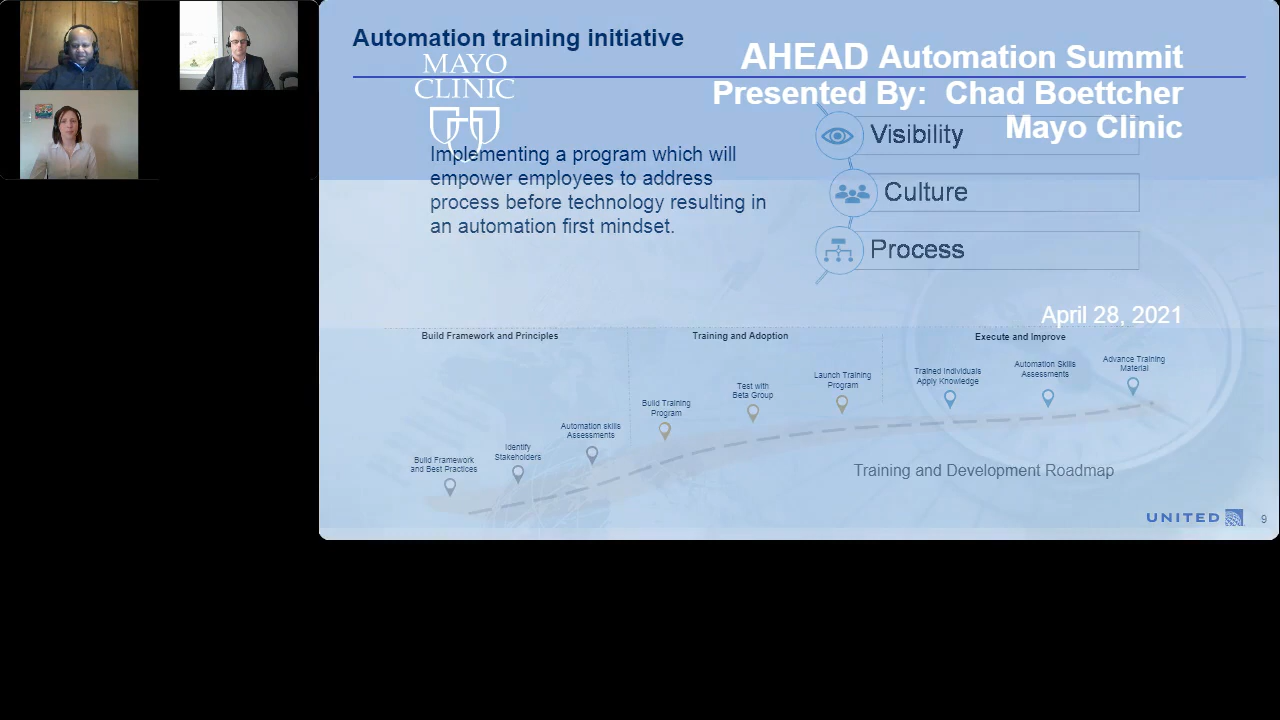 Automation training initiative
MAYO
CLINIC
AHEAD Automation Summit
Presented By: Chad Boettcher
Mayo Clinic
Implementing a program which will
empower employees to address
process before technology resulting in
an automation first mindset.
Visibility
Culture
Process
April 28, 2021
Build Framework and Principles
Training and Adoption
Execute and Improve
Build Framework
and Best Practices
Identify
Stakeholders
Automation skills
Assessments
Build Training
Program
Test with
Beta Group
Launch Training
Program
Trained Individuals
Apply Knowledge
Automation Skills
Assessments
Advance Training
Material
Training and Development Roadmap
UNITED
9